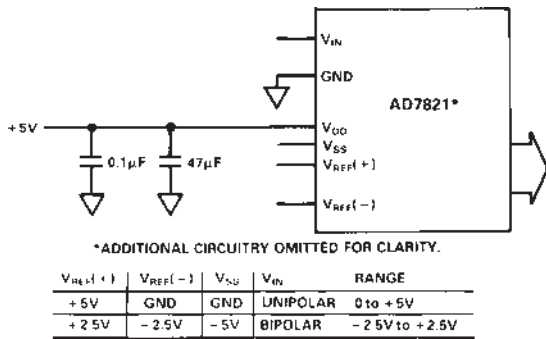 V_IN
GND
AD7821*
+5V
V_DD
V_SS
0.1µF
47µF
V_REF(+)
V_REF(−)
*ADDITIONAL CIRCUITRY OMITTED FOR CLARITY.
V_REF(+) V_REF(−) V_SS V_IN RANGE
+5V GND GND UNIPOLAR 0 to +5V
+2.5V −2.5V −5V BIPOLAR −2.5V to +2.5V